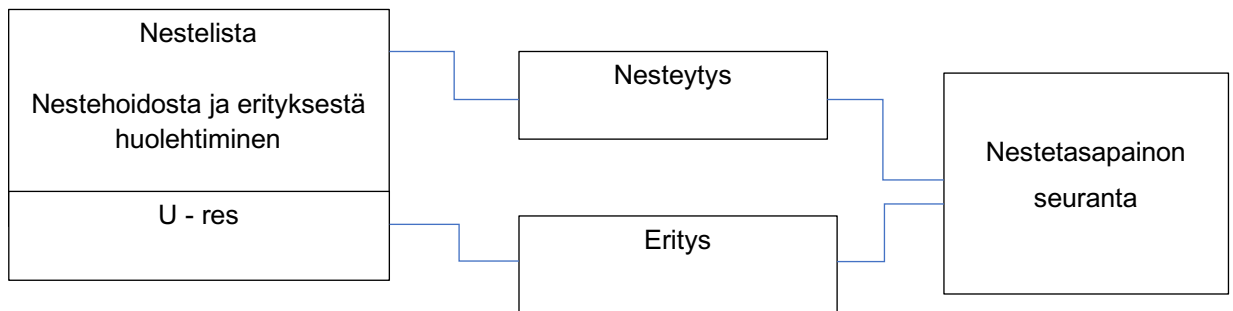 Nestelista
Nestehoidosta ja erityksestä
huolehtiminen
U - res
Nesteytys
Eritys
Nestetasapainon
seuranta